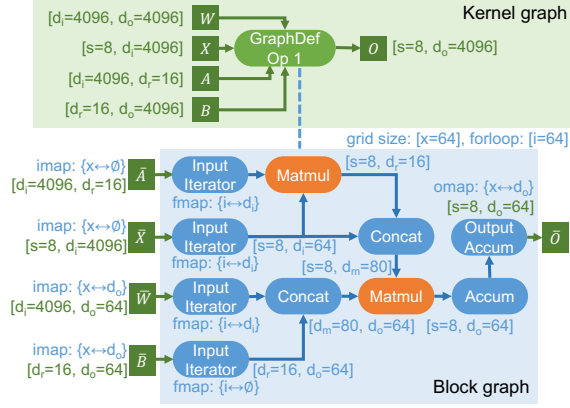 Kernel graph
[dᵢ=4096, dₒ=4096] W
[s=8, dᵢ=4096] X
GraphDef
Op 1
O [s=8, dₒ=4096]
[dᵢ=4096, dᵣ=16] A
[dᵣ=16, dₒ=4096] B
grid size: [x=64], forloop: [i=64]
imap: {x↔∅}
[dᵢ=4096, dᵣ=16]
Ā
Input
Iterator
fmap: {i↔dᵢ}
Matmul
[s=8, dᵣ=16]
imap: {x↔∅}
[s=8, dᵢ=4096]
X̄
Input
Iterator
fmap: {i↔dᵢ}
[s=8, dᵢ=64]
Concat
[s=8, dₘ=80]
omap: {x↔dₒ}
[s=8, dₒ=64]
Output
Accum
Ō
imap: {x↔dₒ}
[dᵢ=4096, dₒ=64]
W̄
Input
Iterator
fmap: {i↔dᵢ}
Concat
[dₘ=80, dₒ=64]
Matmul
[s=8, dₒ=64]
Accum
imap: {x↔dₒ}
[dᵣ=16, dₒ=64]
B̄
Input
Iterator
fmap: {i↔∅}
[dᵣ=16, dₒ=64]
Block graph